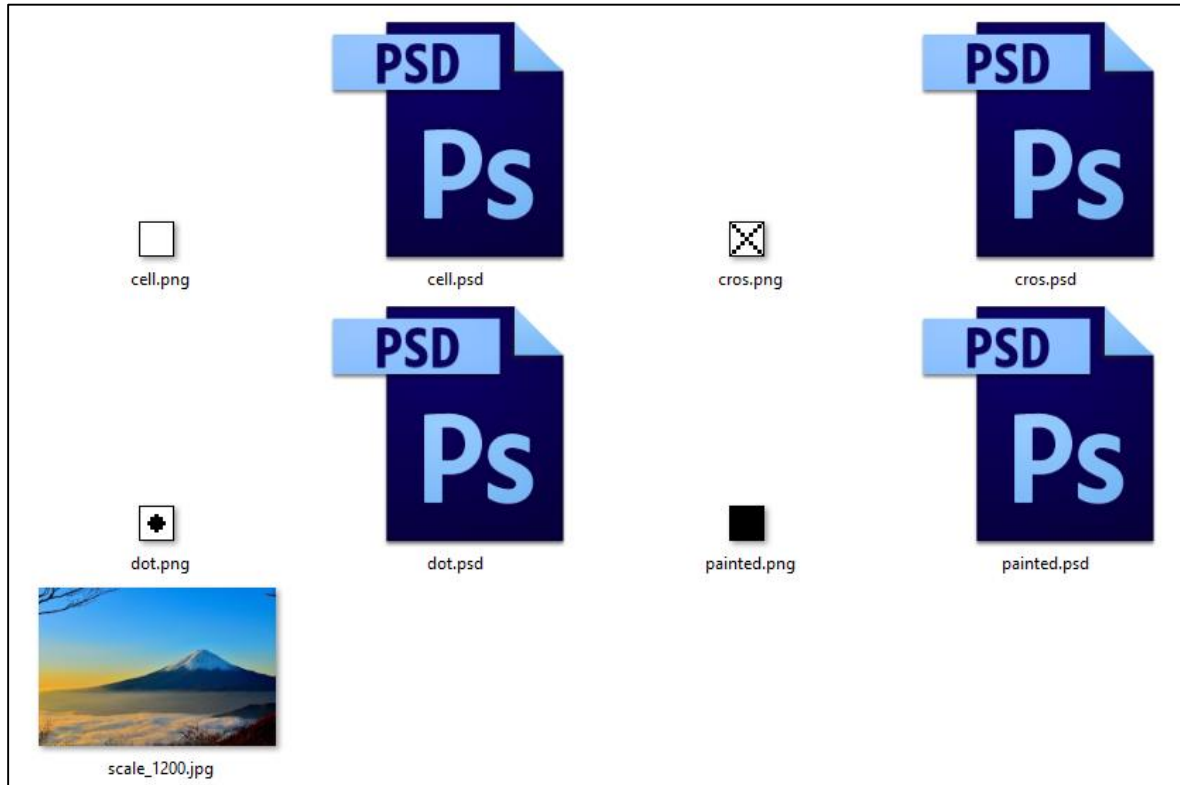 PSD
Ps
PSD
Ps
cell.png
cell.psd
cros.png
cros.psd
PSD
Ps
PSD
Ps
dot.png
dot.psd
painted.png
painted.psd
scale_1200.jpg